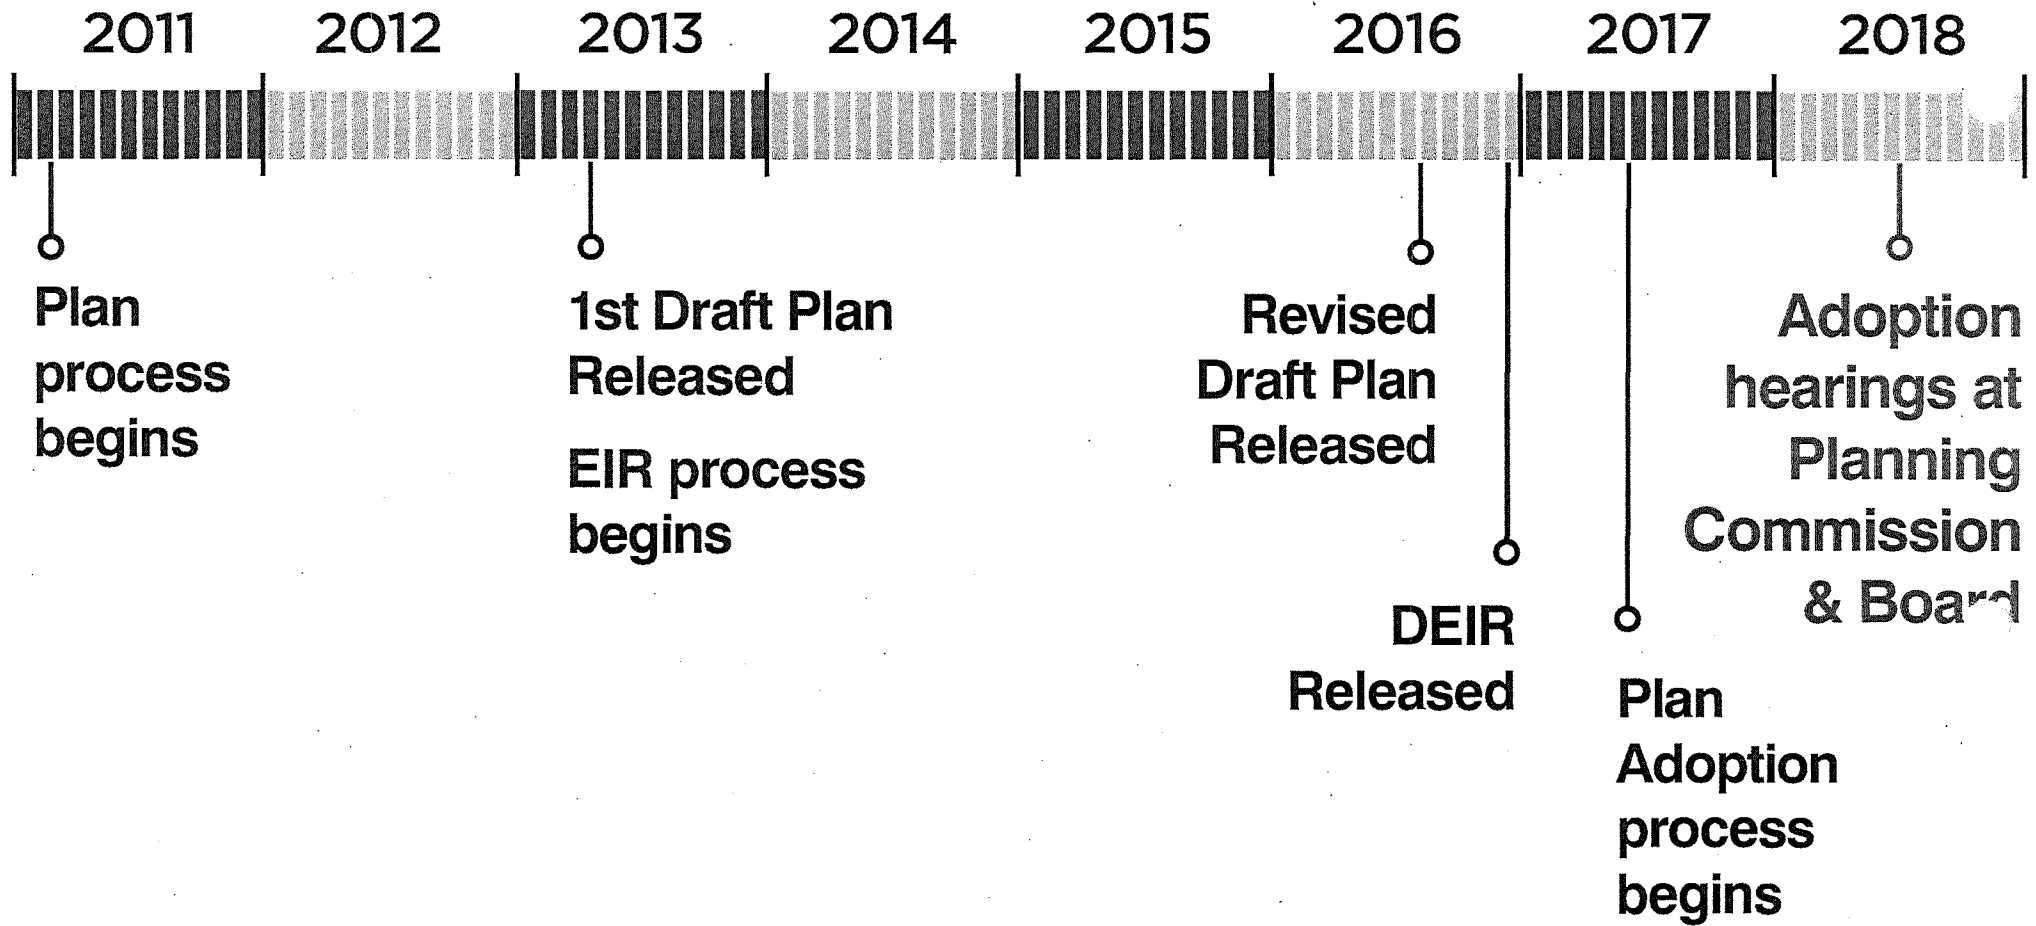 2011 2012 2013 2014 2015 2016 2017 2018
Plan
process
begins
1st Draft Plan
Released
EIR process
begins
Revised
Draft Plan
Released
DEIR
Released
Plan
Adoption
process
begins
Adoption
hearings at
Planning
Commission
& Board